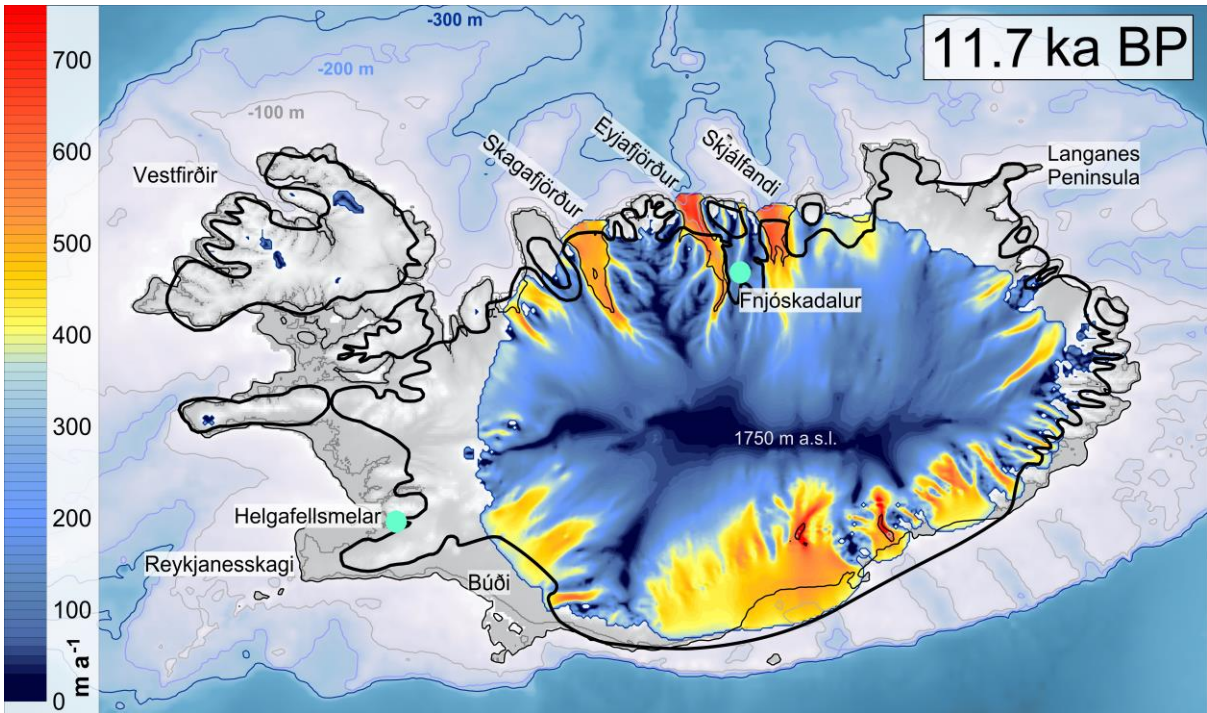 11.7 ka BP
-300 m
-200 m
-100 m
700
600
500
400
300
200
100
0
m a⁻¹
Vestfirðir
Skagafjörður
Eyjafjörður
Skjálfandi
Langanes
Peninsula
Fnjóskadalur
1750 m a.s.l.
Helgafellsmelar
Reykjanesskagi
Búði